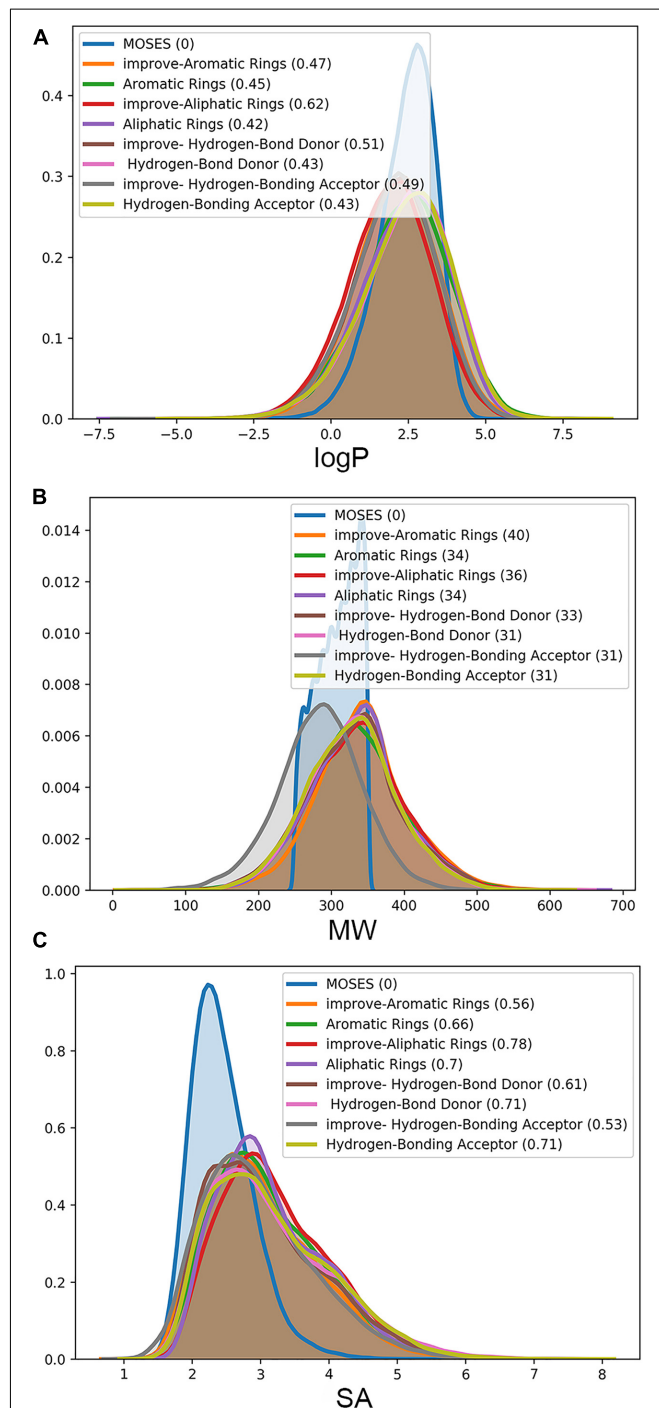 A
MOSES (0)
improve-Aromatic Rings (0.47)
Aromatic Rings (0.45)
improve-Aliphatic Rings (0.62)
Aliphatic Rings (0.42)
improve- Hydrogen-Bond Donor (0.51)
Hydrogen-Bond Donor (0.43)
improve- Hydrogen-Bonding Acceptor (0.49)
Hydrogen-Bonding Acceptor (0.43)
0.4
0.3
0.2
0.1
0.0
−7.5 −5.0 −2.5 0.0 2.5 5.0 7.5
logP
B
MOSES (0)
improve-Aromatic Rings (40)
Aromatic Rings (34)
improve-Aliphatic Rings (36)
Aliphatic Rings (34)
improve- Hydrogen-Bond Donor (33)
Hydrogen-Bond Donor (31)
improve- Hydrogen-Bonding Acceptor (31)
Hydrogen-Bonding Acceptor (31)
0.014
0.012
0.010
0.008
0.006
0.004
0.002
0.000
0 100 200 300 400 500 600 700
MW
C
MOSES (0)
improve-Aromatic Rings (0.56)
Aromatic Rings (0.66)
improve-Aliphatic Rings (0.78)
Aliphatic Rings (0.7)
improve- Hydrogen-Bond Donor (0.61)
Hydrogen-Bond Donor (0.71)
improve- Hydrogen-Bonding Acceptor (0.53)
Hydrogen-Bonding Acceptor (0.71)
1.0
0.8
0.6
0.4
0.2
0.0
1 2 3 4 5 6 7 8
SA